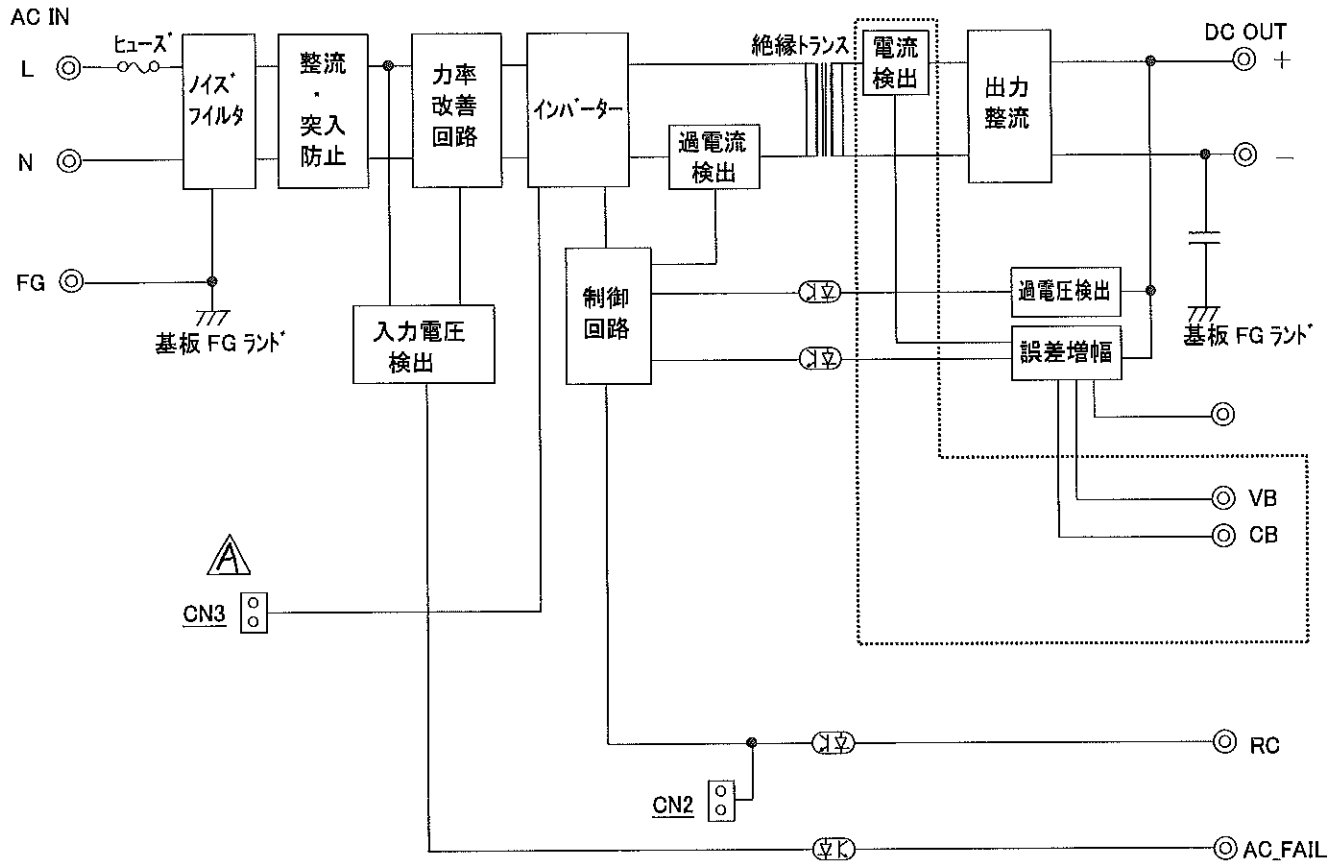 AC IN
L
ヒューズ
ノイズ
フィルタ
整流
・
突入
防止
力率
改善
回路
インバーター
過電流
検出
絶縁トランス
電流
検出
出力
整流
DC OUT
+
N
−
FG
基板 FG ランド
入力電圧
検出
制御
回路
過電圧検出
誤差増幅
基板 FG ランド
VB
CB
A
CN3
RC
CN2
AC_FAIL